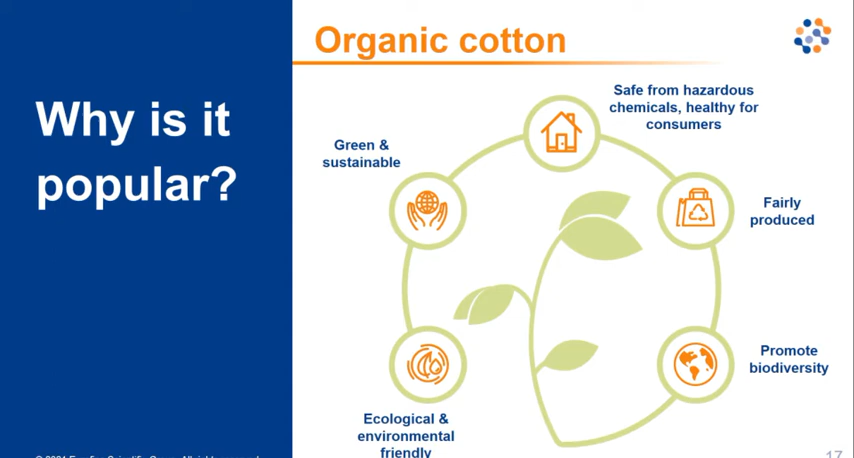 Organic cotton
Why is it
popular?
Safe from hazardous
chemicals, healthy for
consumers
Green &
sustainable
Fairly
produced
Promote
biodiversity
Ecological &
environmental
friendly
17